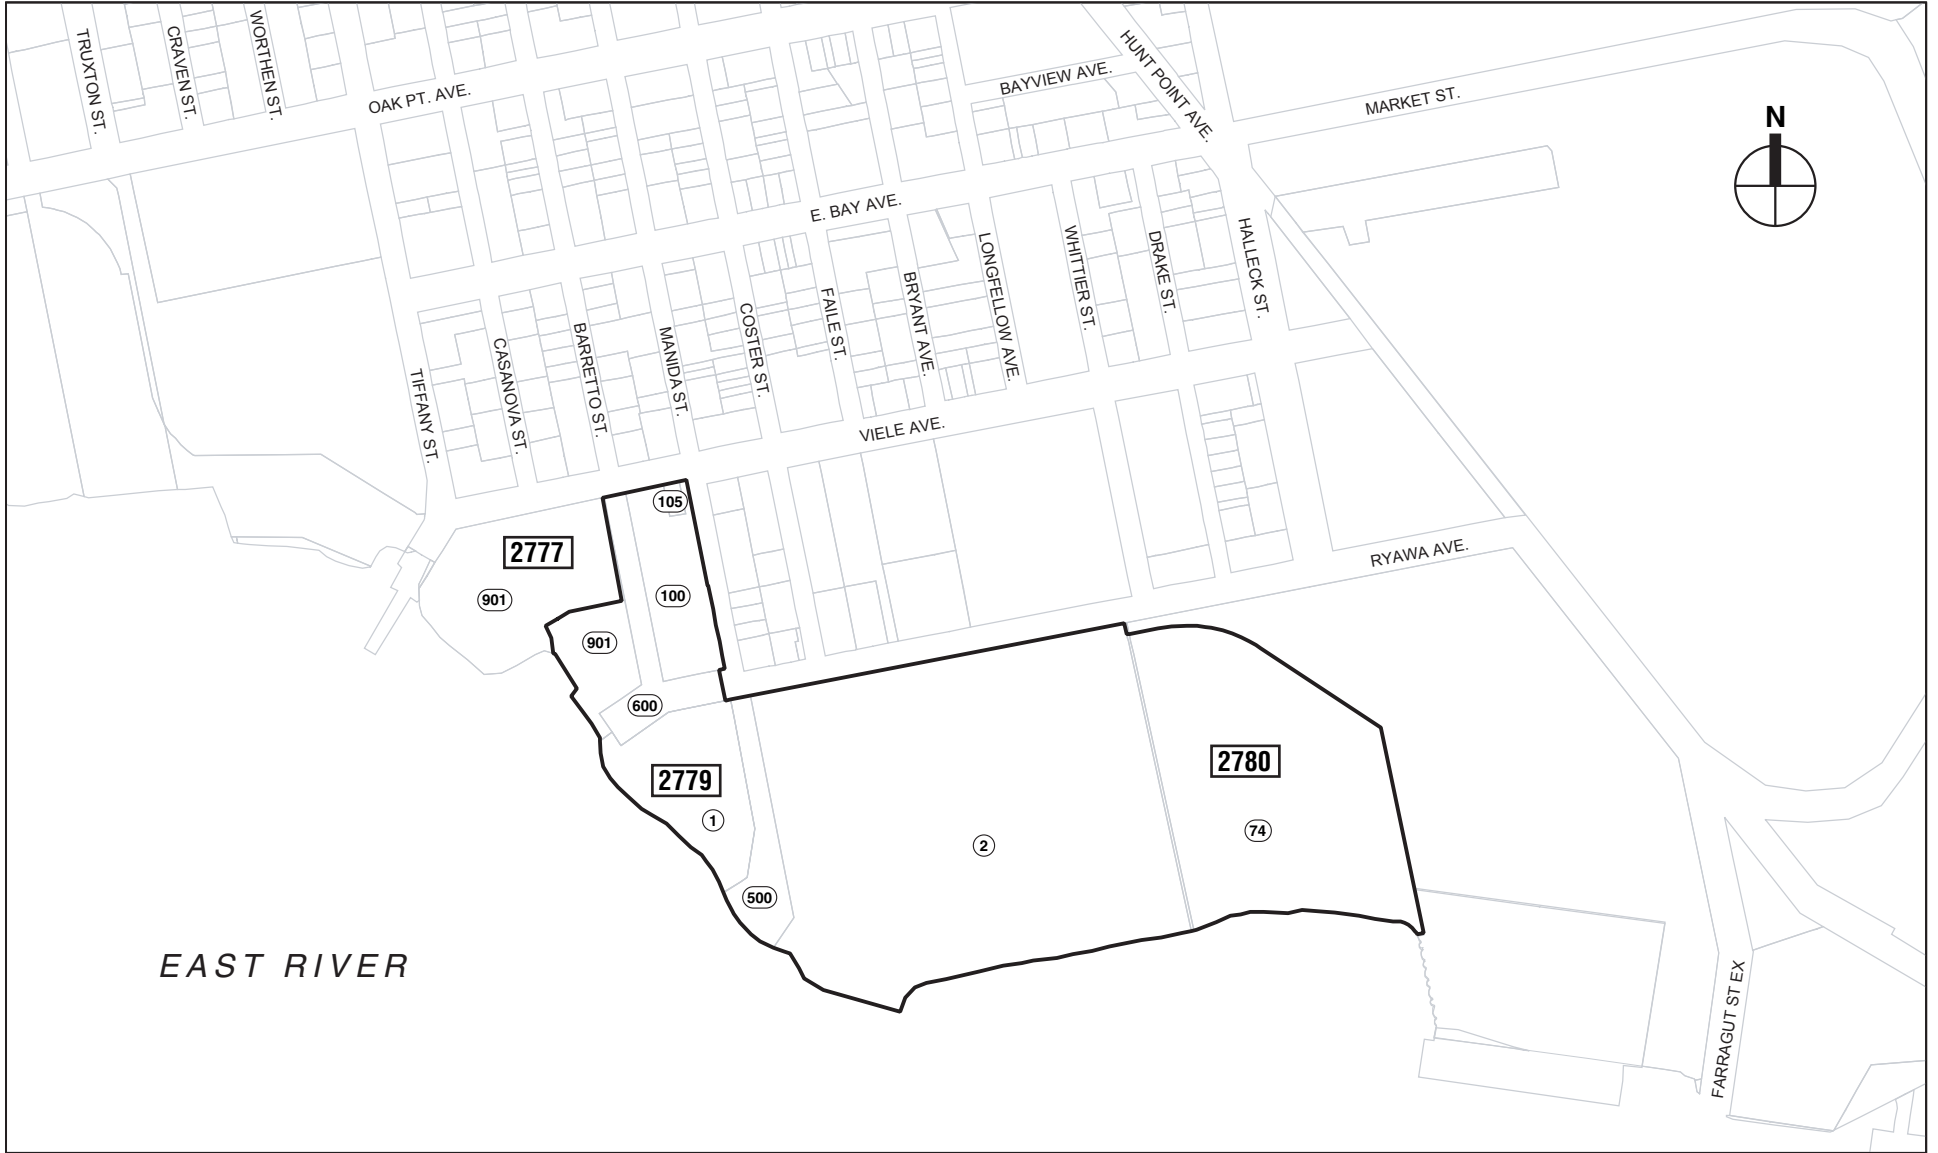 TRUXTON ST.
CRAVEN ST.
WORTHEN ST.
OAK PT. AVE.
BAYVIEW AVE.
HUNT POINT AVE.
MARKET ST.
N
E. BAY AVE.
TIFFANY ST.
CASANOVA ST.
BARRETTO ST.
MANIDA ST.
COSTER ST.
FAILE ST.
BRYANT AVE.
LONGFELLOW AVE.
WHITTIER ST.
DRAKE ST.
HALLECK ST.
VIELE AVE.
RYAWA AVE.
105
2777
901
100
901
600
2779
1
2
2780
74
500
EAST RIVER
FARRAGUT ST EX